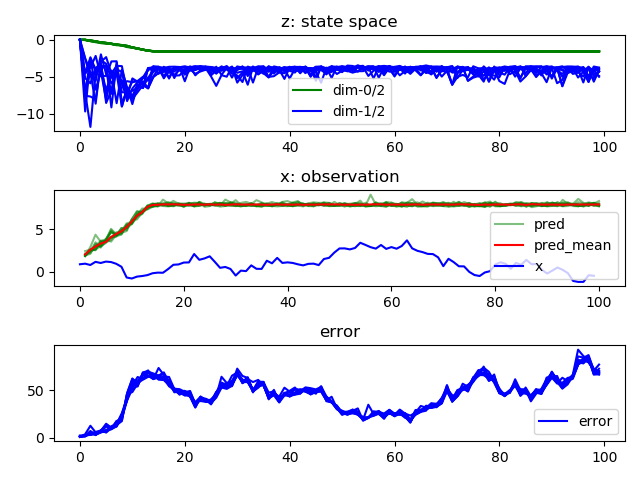 z: state space
0
−5
−10
dim-0/2
dim-1/2
0 20 40 60 80 100
x: observation
5
0
pred
pred_mean
x
0 20 40 60 80 100
error
50
0
error
0 20 40 60 80 100